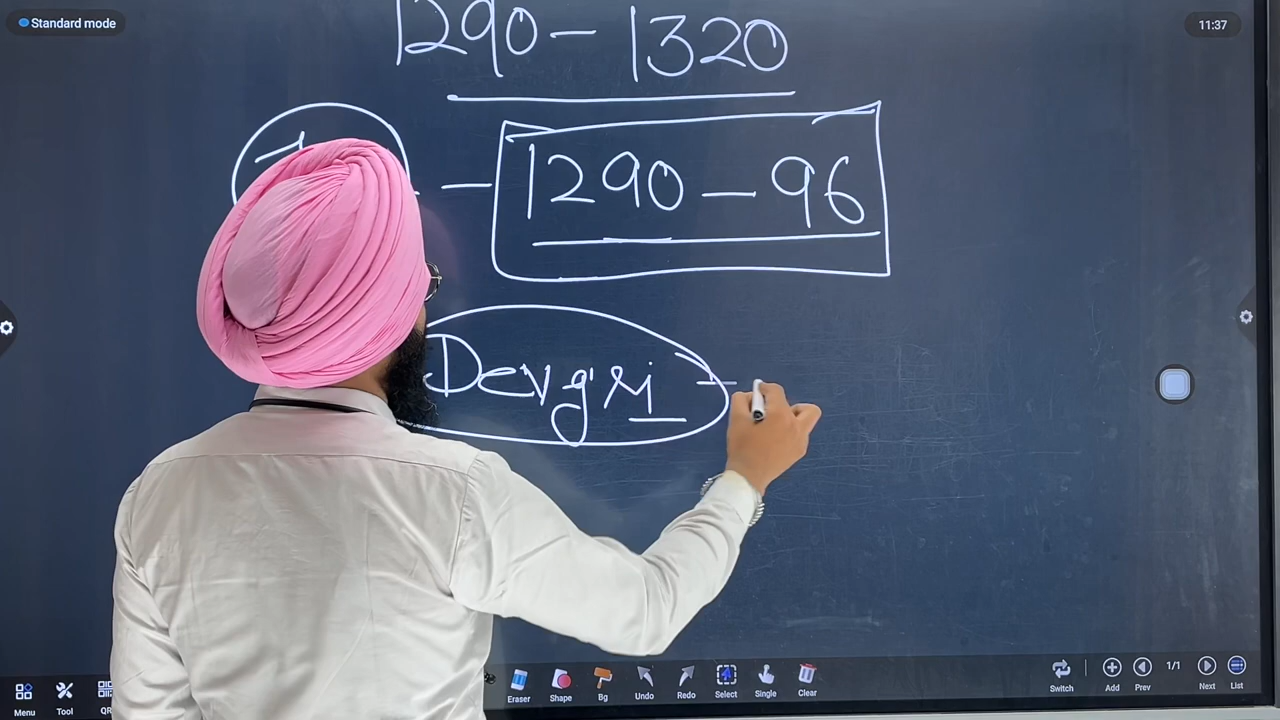 Standard mode
11:37
1290 - 1320
1290 - 96
Devgiri -
Menu
Tool
Eraser
Shape
Bg
Undo
Redo
Select
Single
Clear
Switch
Add
Prev
1/1
Next
List